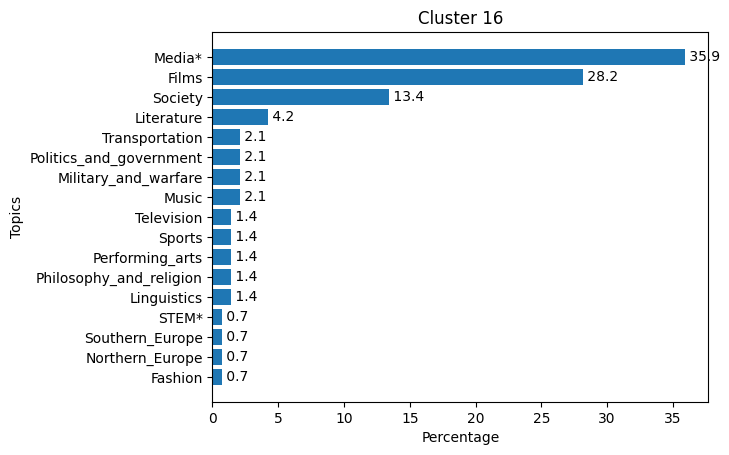 Cluster 16
Media* 35.9
Films 28.2
Society 13.4
Literature 4.2
Transportation 2.1
Politics_and_government 2.1
Military_and_warfare 2.1
Music 2.1
Television 1.4
Sports 1.4
Performing_arts 1.4
Philosophy_and_religion 1.4
Linguistics 1.4
STEM* 0.7
Southern_Europe 0.7
Northern_Europe 0.7
Fashion 0.7
Topics
0 5 10 15 20 25 30 35
Percentage